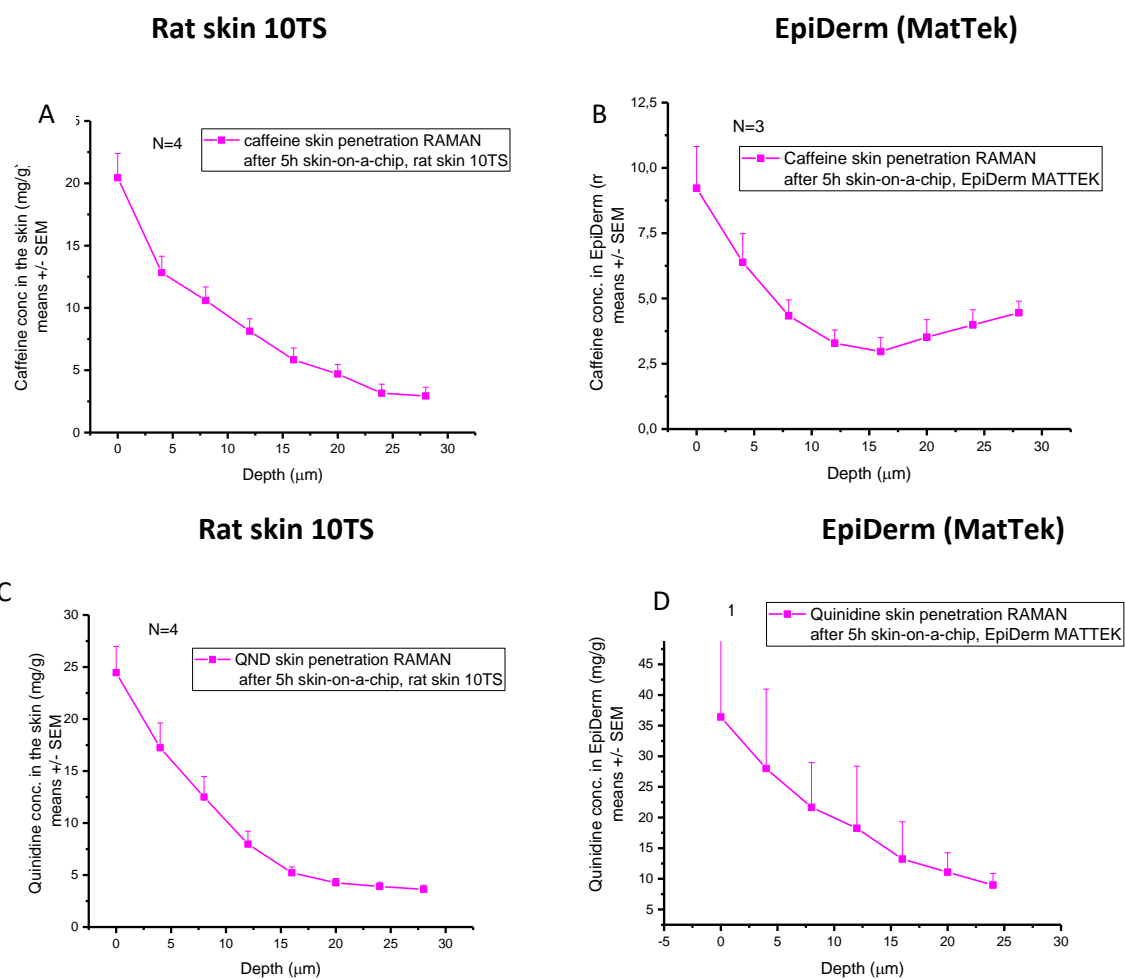 Rat skin 10TS
EpiDerm (MatTek)
A
N=4
caffeine skin penetration RAMAN
after 5h skin-on-a-chip, rat skin 10TS
Caffeine conc. in the skin (mg/g)
means +/- SEM
5
20
15
10
5
0
0 5 10 15 20 25 30
Depth (μm)
B
N=3
Caffeine skin penetration RAMAN
after 5h skin-on-a-chip, EpiDerm MATTEK
Caffeine conc. in EpiDerm (
means +/- SEM
12,5
10,0
7,5
5,0
2,5
0,0
0 5 10 15 20 25 30
Depth (μm)
Rat skin 10TS
EpiDerm (MatTek)
C
N=4
QND skin penetration RAMAN
after 5h skin-on-a-chip, rat skin 10TS
Quinidine conc. in the skin (mg/g)
means +/- SEM
30
25
20
15
10
5
0
0 5 10 15 20 25 30
Depth (μm)
D
1
Quinidine skin penetration RAMAN
after 5h skin-on-a-chip, EpiDerm MATTEK
Quinidine conc. in EpiDerm (mg/g)
means +/- SEM
45
40
35
30
25
20
15
10
5
-5 0 5 10 15 20 25 30
Depth (μm)